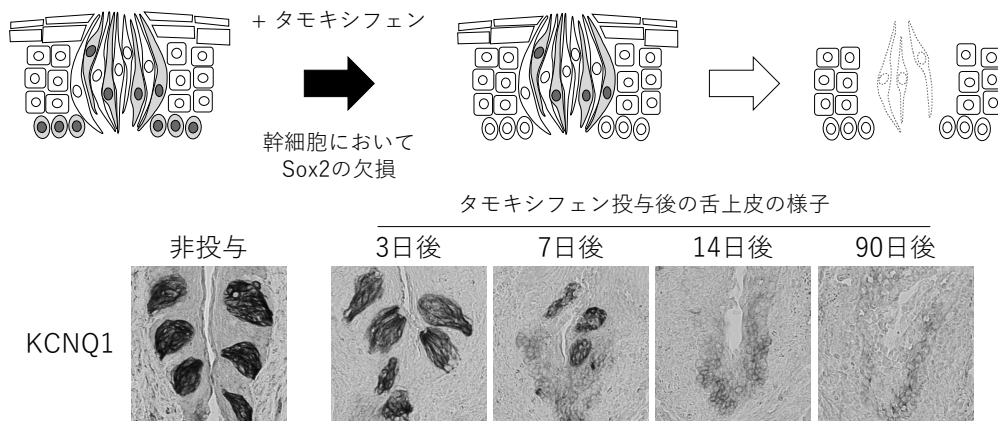 + タモキシフェン
幹細胞において
Sox2の欠損
タモキシフェン投与後の舌上皮の様子
非投与
3日後
7日後
14日後
90日後
KCNQ1